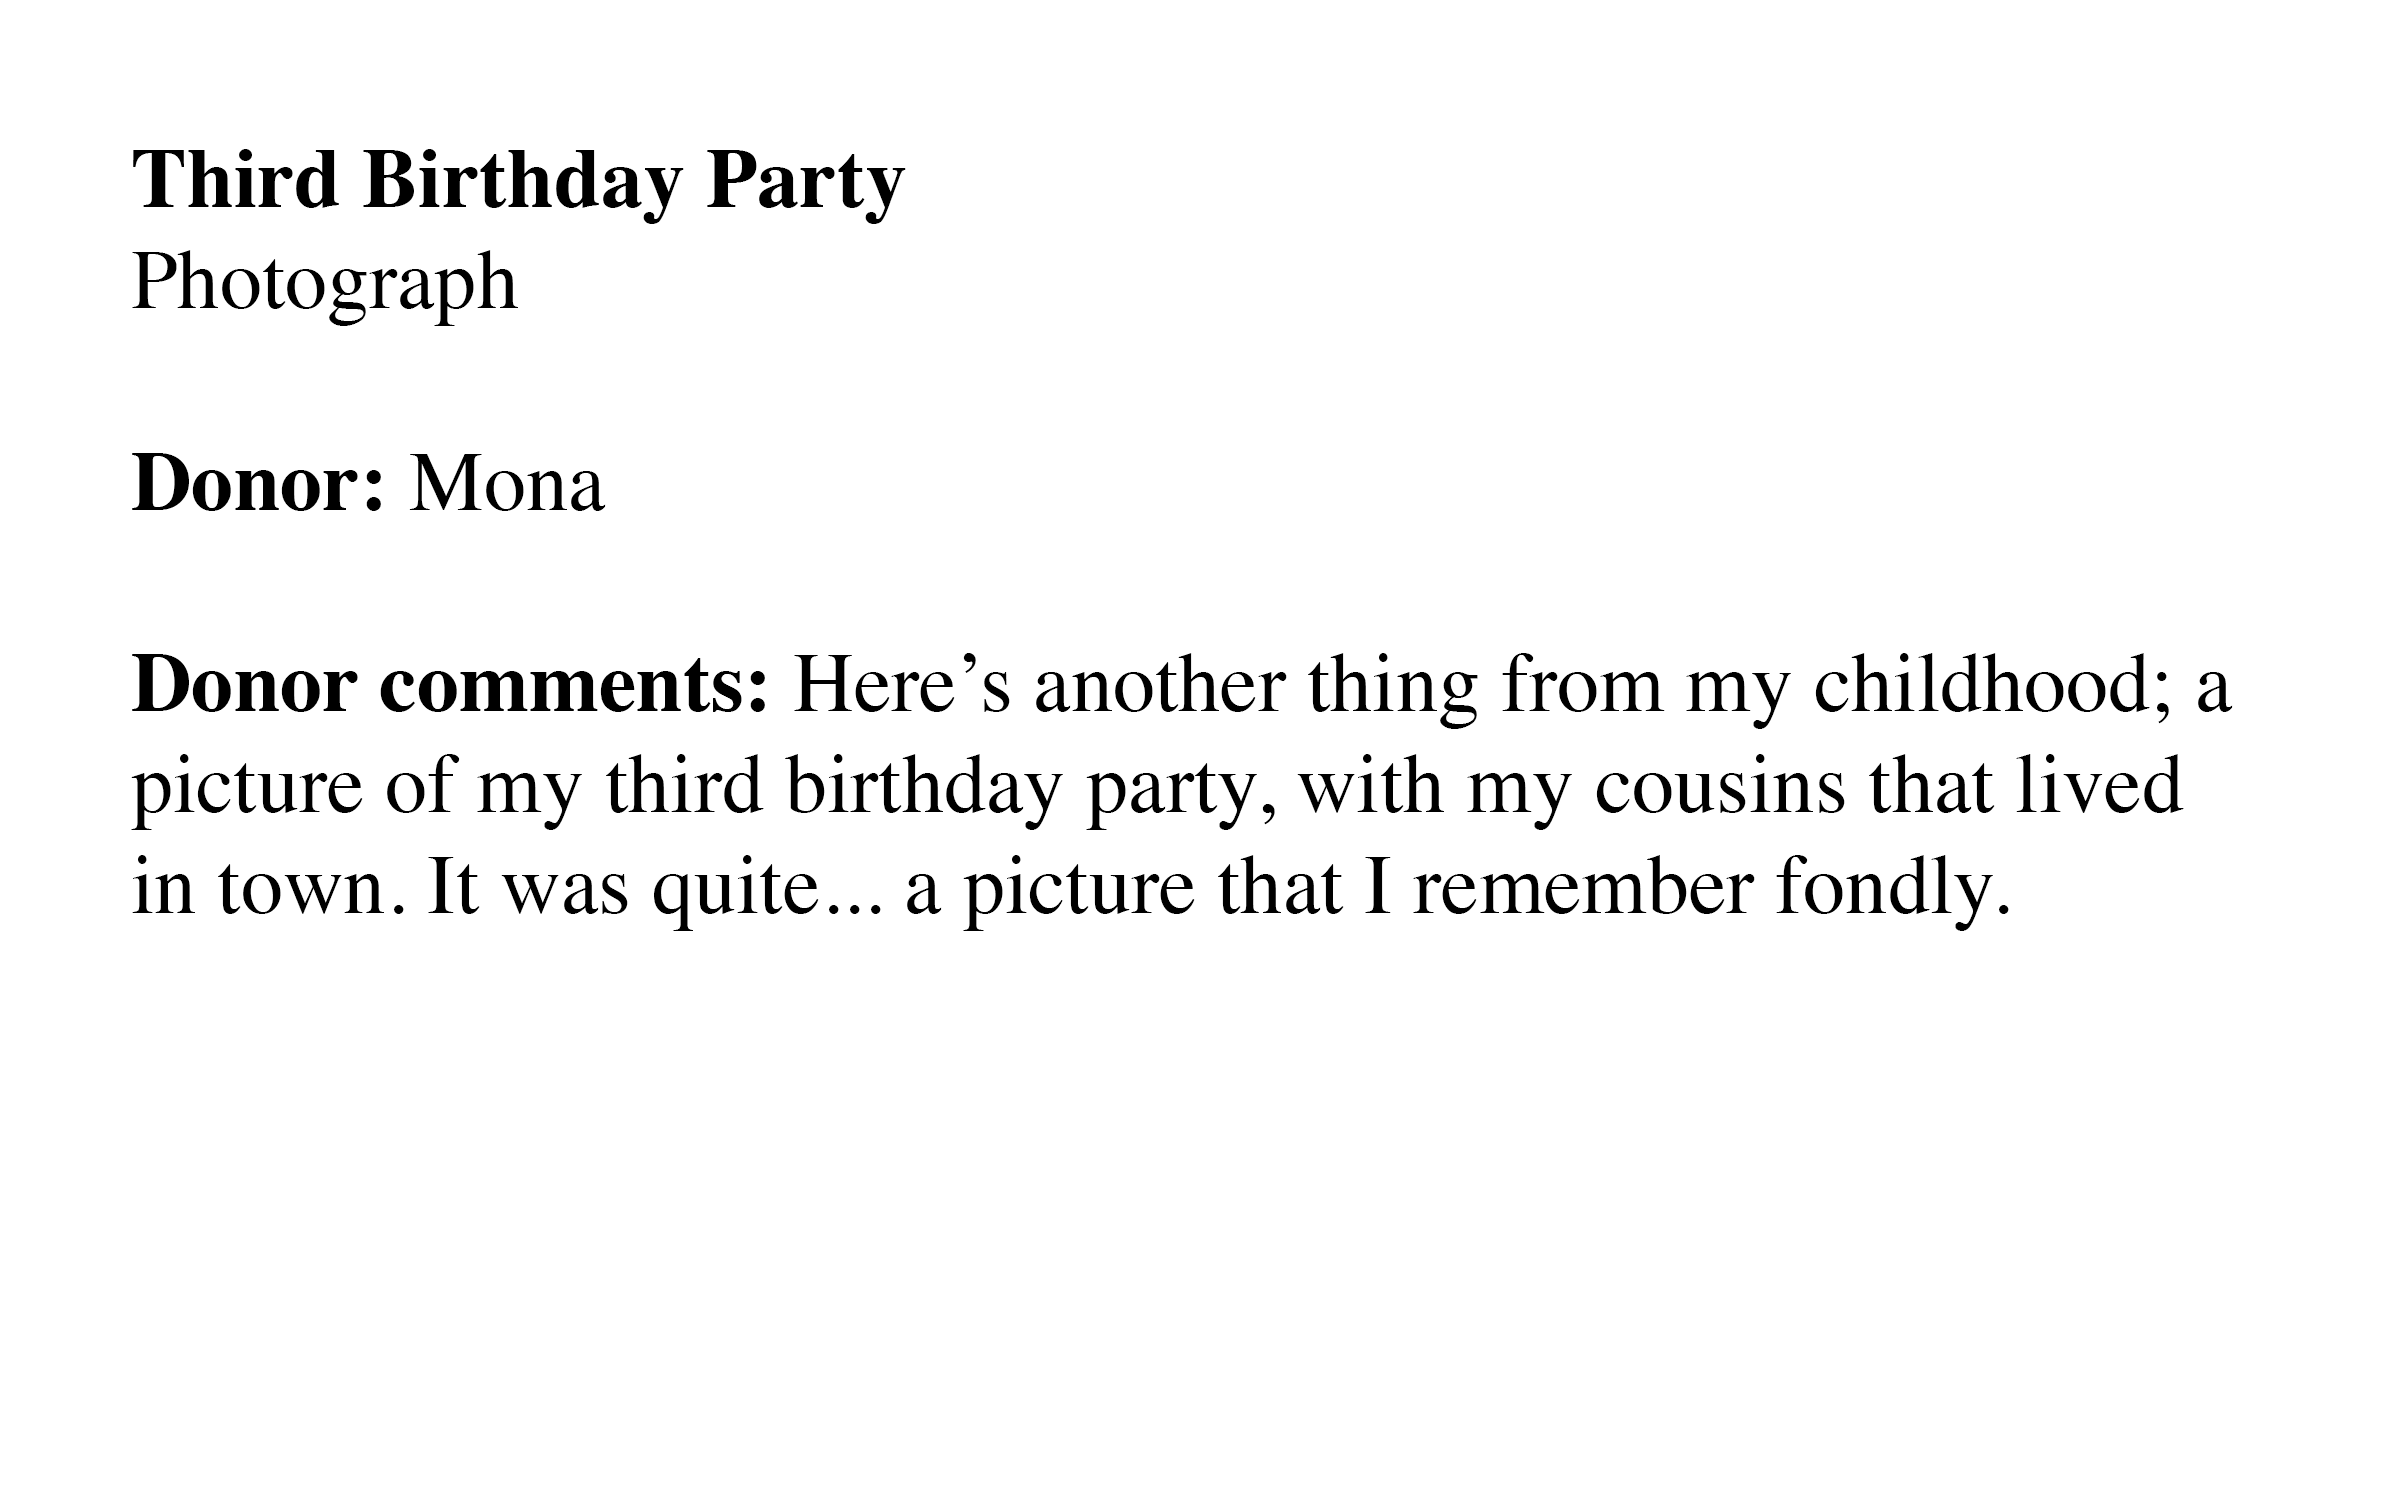 Third Birthday Party
Photograph
Donor: Mona
Donor comments: Here’s another thing from my childhood; a
picture of my third birthday party, with my cousins that lived
in town. It was quite... a picture that I remember fondly.